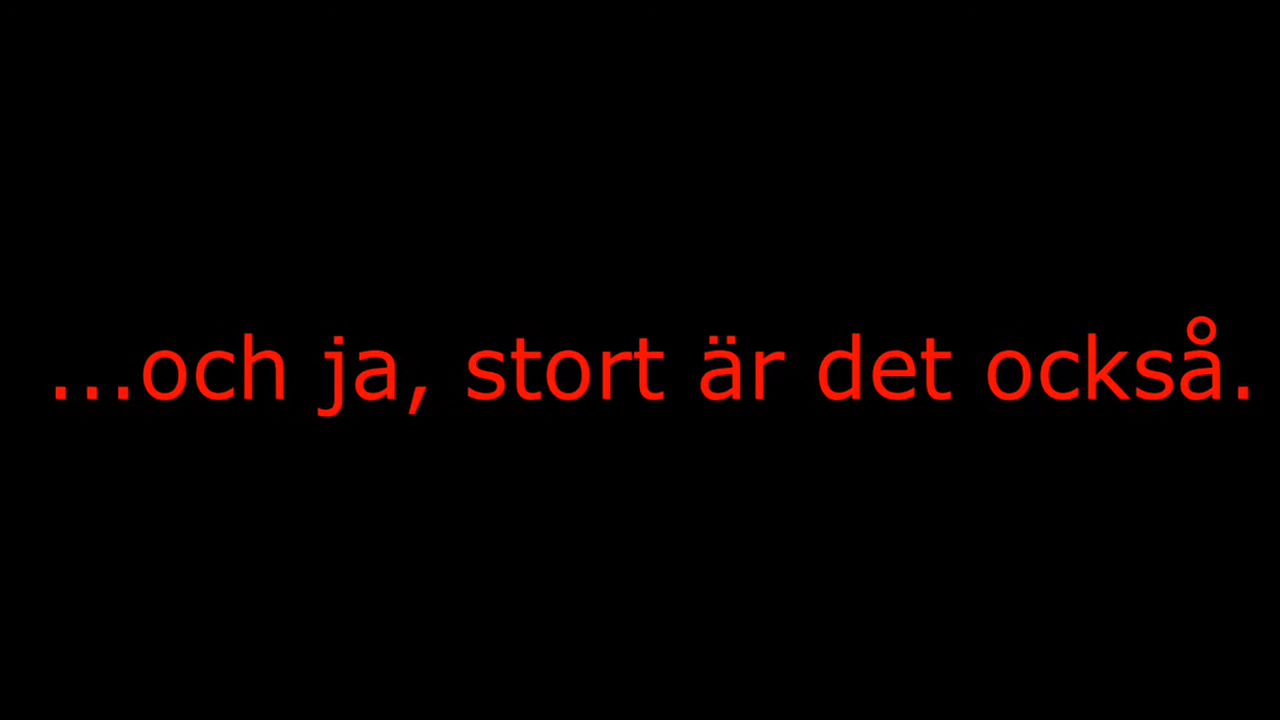 ...och ja, stort är det också.